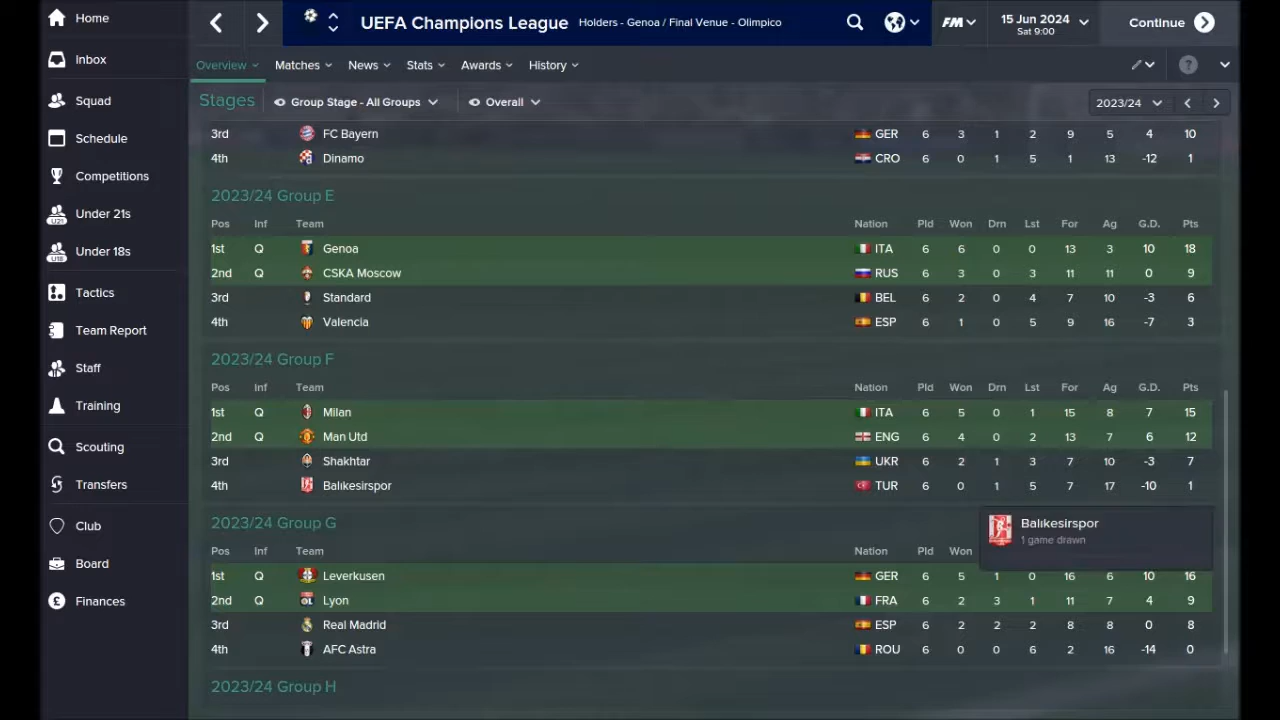 Home
UEFA Champions League Holders - Genoa / Final Venue - Olimpico FM 15 Jun 2024 Sat 9:00 Continue
Inbox
Overview Matches News Stats Awards History ?
Squad
Stages Group Stage - All Groups Overall 2023/24
Schedule
3rd FC Bayern GER 6 3 1 2 9 5 4 10
4th Dinamo CRO 6 0 1 5 1 13 -12 1
Competitions
2023/24 Group E
Under 21s
Pos Inf Team Nation Pld Won Drn Lst For Ag G.D. Pts
1st Q Genoa ITA 6 6 0 0 13 3 10 18
Under 18s
2nd Q CSKA Moscow RUS 6 3 0 3 11 11 0 9
3rd Standard BEL 6 2 0 4 7 10 -3 6
Tactics
4th Valencia ESP 6 1 0 5 9 16 -7 3
Team Report
2023/24 Group F
Staff
Pos Inf Team Nation Pld Won Drn Lst For Ag G.D. Pts
Training
1st Q Milan ITA 6 5 0 1 15 8 7 15
2nd Q Man Utd ENG 6 4 0 2 13 7 6 12
Scouting
3rd Shakhtar UKR 6 2 1 3 7 10 -3 7
Transfers
4th Balıkesirspor TUR 6 0 1 5 7 17 -10 1
Club
2023/24 Group G
Balıkesirspor
1 game drawn
Pos Inf Team Nation Pld Won
Board
1st Q Leverkusen GER 6 5 1 0 16 6 10 16
2nd Q Lyon FRA 6 2 3 1 11 7 4 9
Finances
3rd Real Madrid ESP 6 2 2 2 8 8 0 8
4th AFC Astra ROU 6 0 0 6 2 16 -14 0
2023/24 Group H